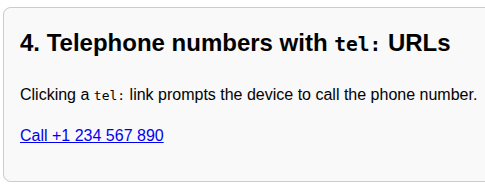 4. Telephone numbers with tel: URLs
Clicking a tel: link prompts the device to call the phone number.
Call +1 234 567 890